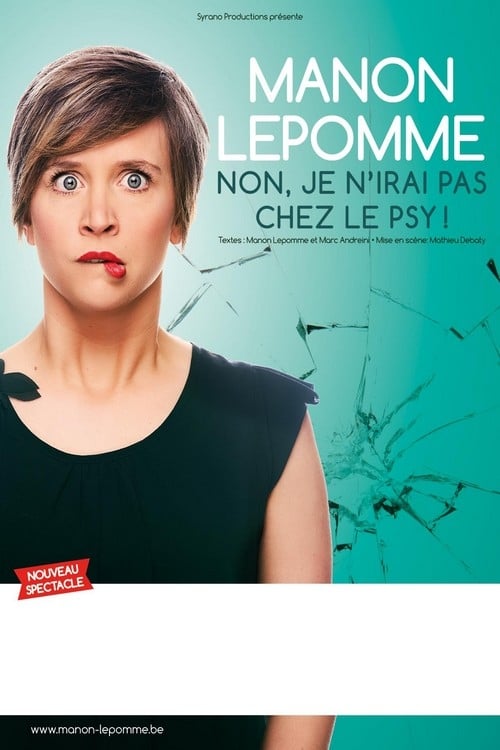 Syrano Productions présente
MANON
LEPOMME
NON, JE N'IRAI PAS
CHEZ LE PSY !
Textes : Manon Lepomme et Marc Andreini • Mise en scène: Mathieu Debaty
NOUVEAU
SPECTACLE
www.manon-lepomme.be